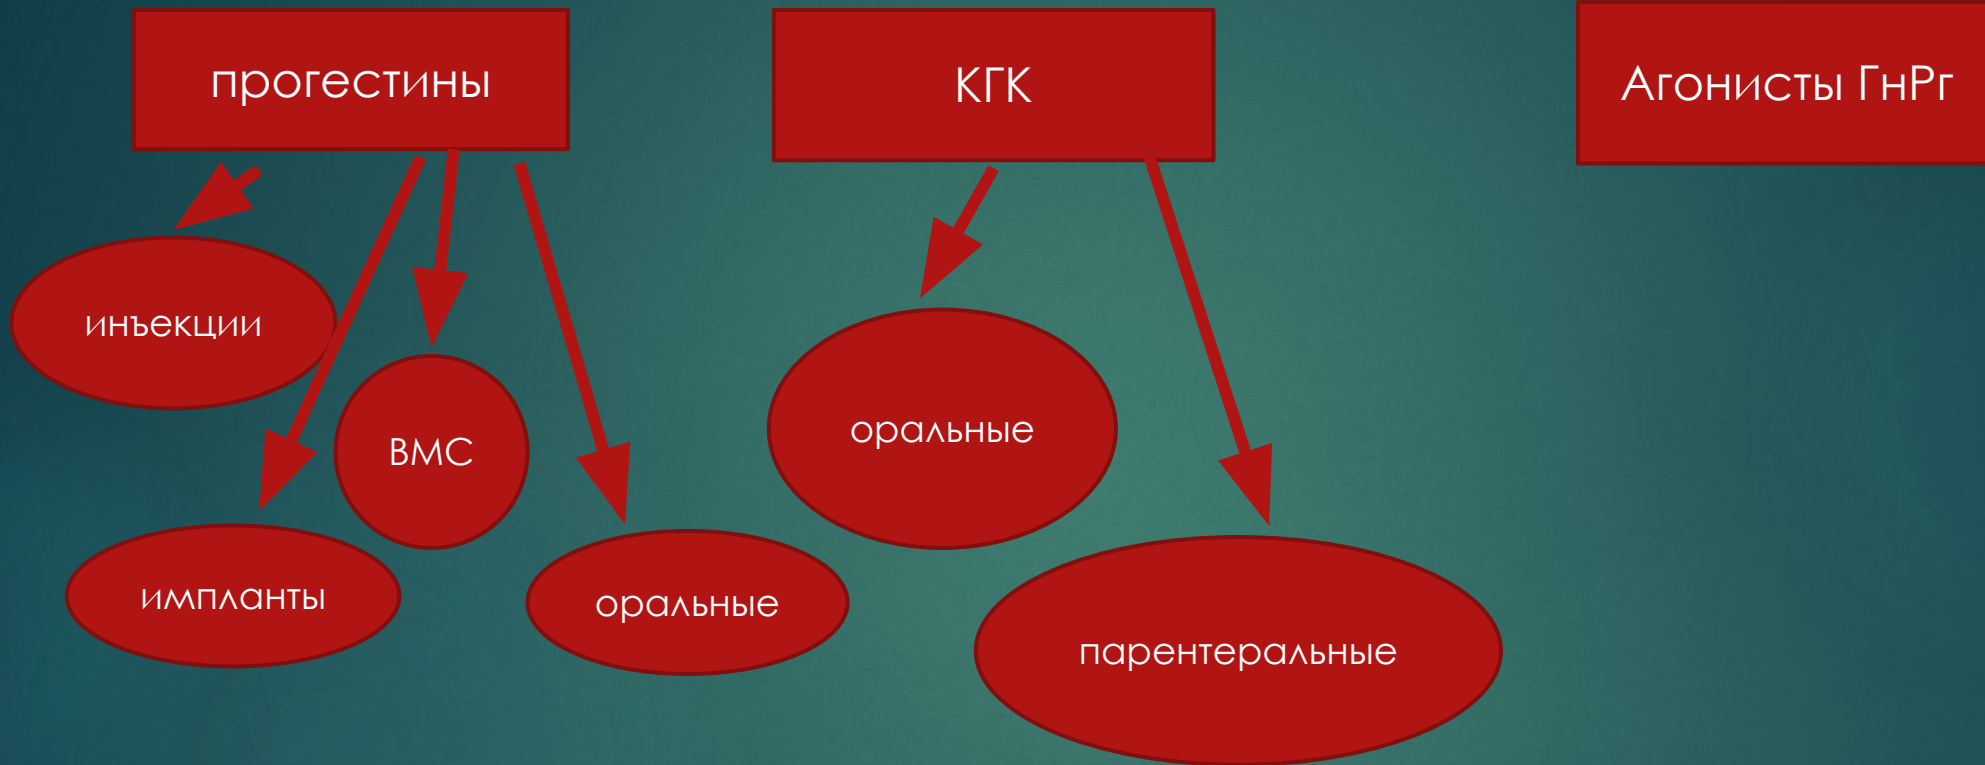 прогестины
КГК
Агонисты ГнРг
инъекции
ВМС
оральные
импланты
оральные
парентеральные